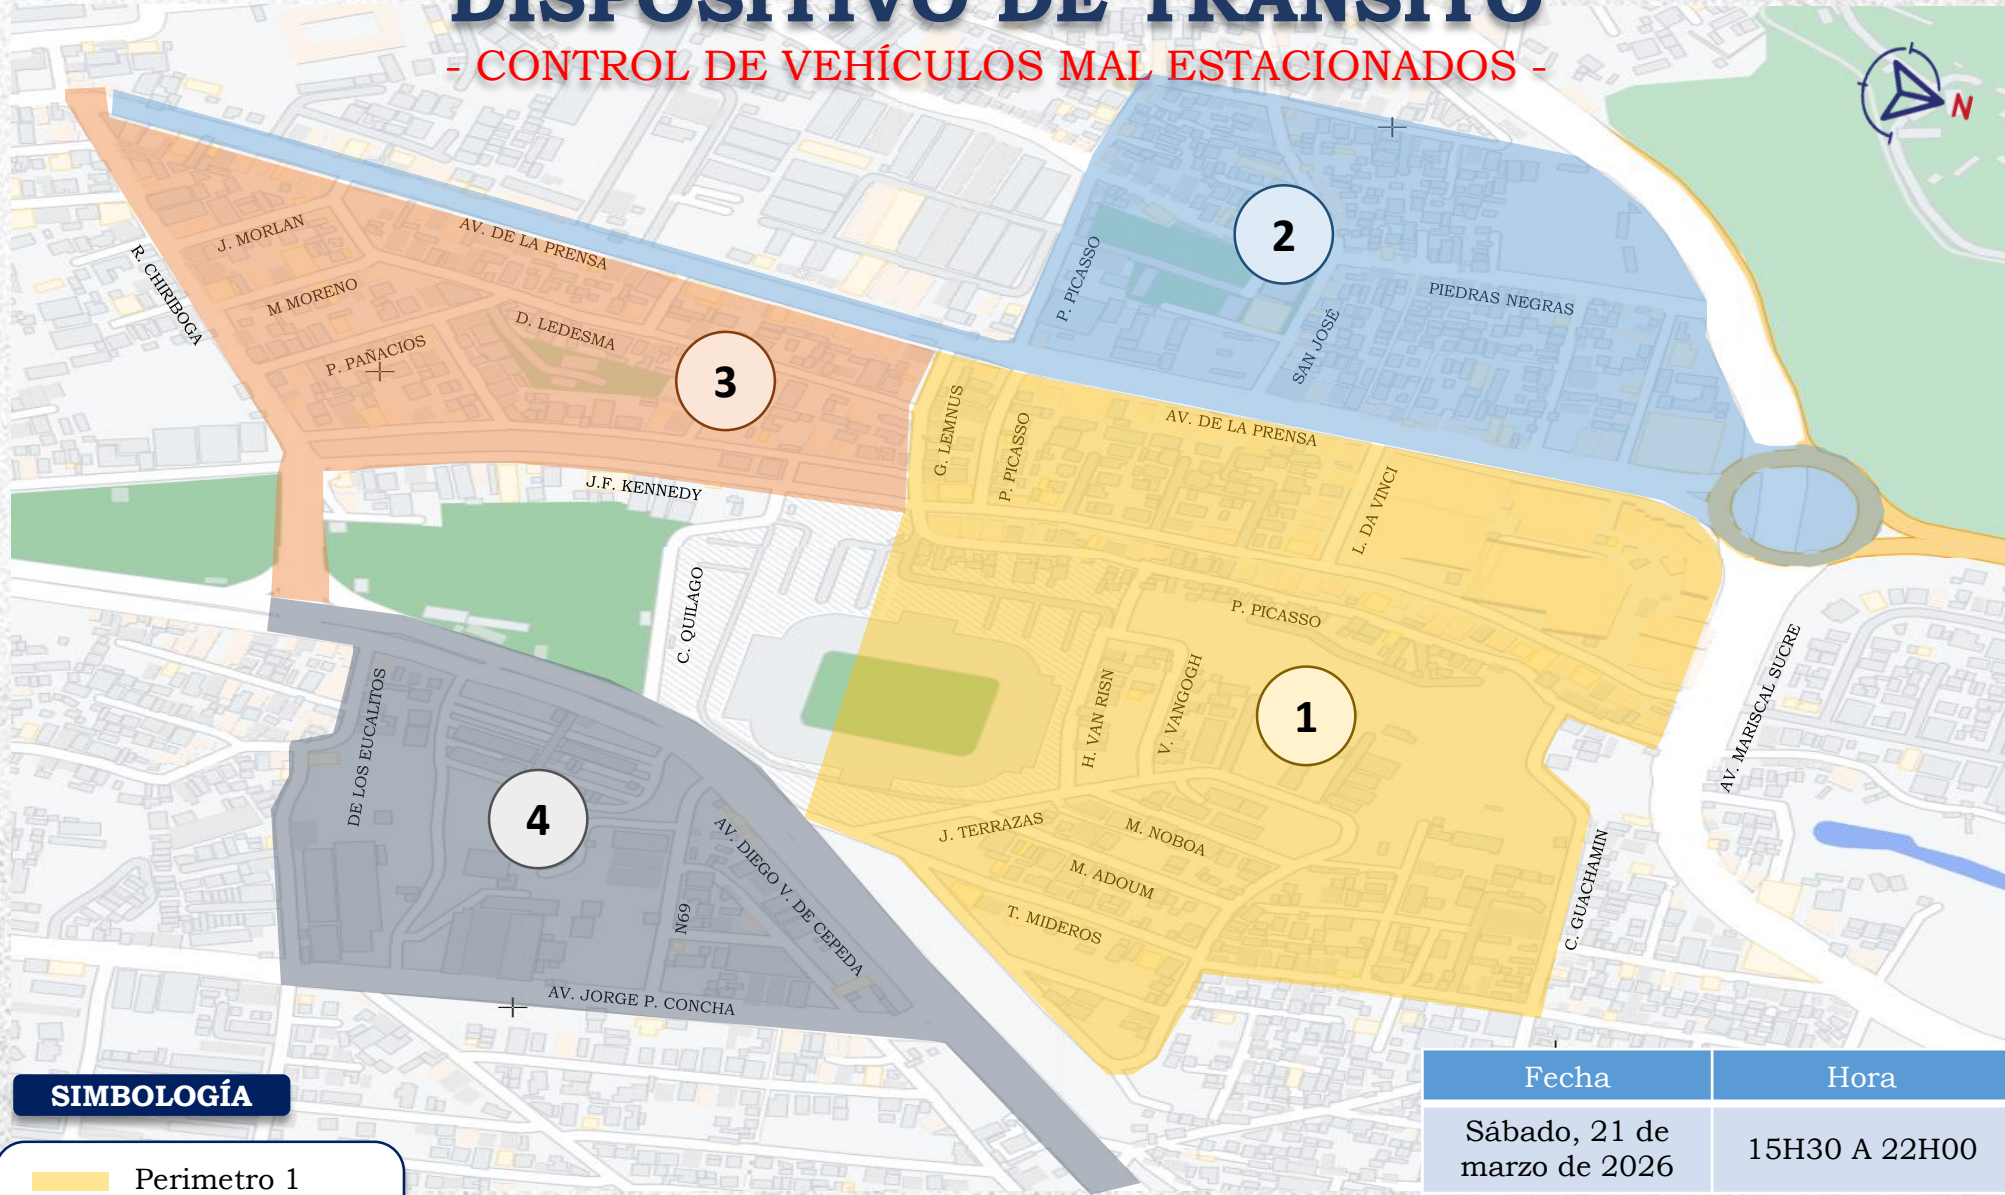 DISPOSITIVO DE TRÁNSITO
- CONTROL DE VEHÍCULOS MAL ESTACIONADOS -
N
J. MORLAN
AV. DE LA PRENSA
R. CHIRIBOGA
M MORENO
D. LEDESMA
P. PAÑACIOS
3
J.F. KENNEDY
2
P. PICASSO
PIEDRAS NEGRAS
SAN JOSÉ
G. LEMNUS
P. PICASSO
AV. DE LA PRENSA
L. DA VINCI
C. QUILAGO
P. PICASSO
H. VAN RISN
V. VANGOGH
1
AV. MARISCAL SUCRE
DE LOS EUCALITOS
4
AV. DIEGO V. DE CEPEDA
J. TERRAZAS
M. NOBOA
M. ADOUM
T. MIDEROS
C. GUACHAMIN
N69
AV. JORGE P. CONCHA
SIMBOLOGÍA
Perimetro 1
Fecha
Hora
Sábado, 21 de
marzo de 2026
15H30 A 22H00